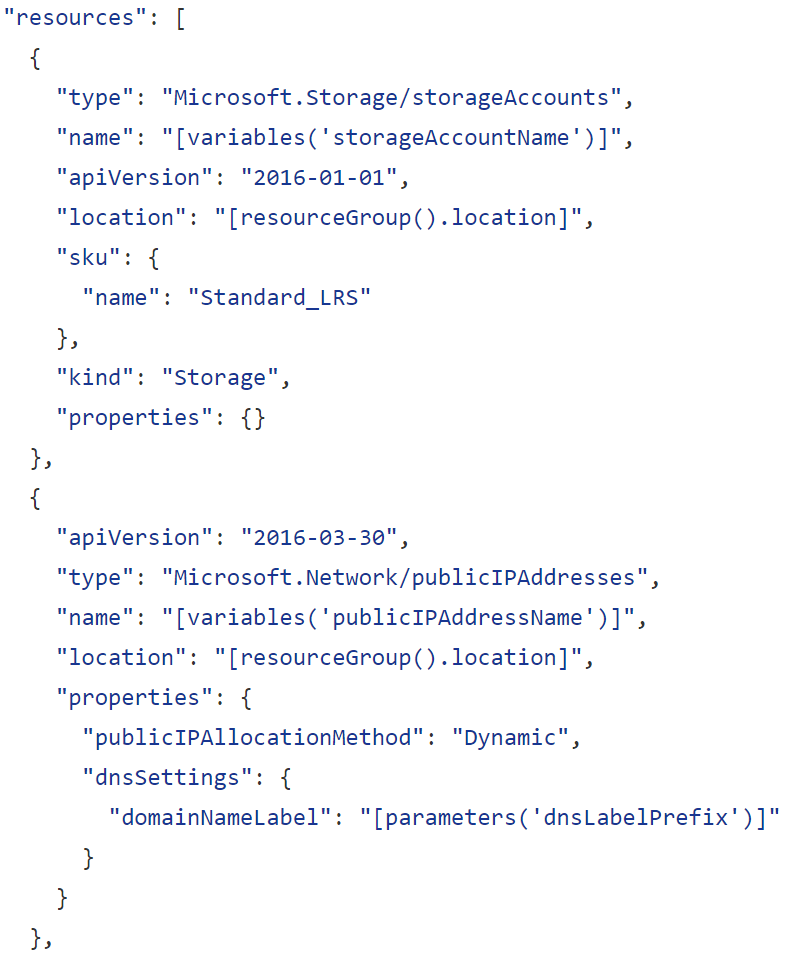 "resources": [
  {
    "type": "Microsoft.Storage/storageAccounts",
    "name": "[variables('storageAccountName')]",
    "apiVersion": "2016-01-01",
    "location": "[resourceGroup().location]",
    "sku": {
      "name": "Standard_LRS"
    },
    "kind": "Storage",
    "properties": {}
  },
  {
    "apiVersion": "2016-03-30",
    "type": "Microsoft.Network/publicIPAddresses",
    "name": "[variables('publicIPAddressName')]",
    "location": "[resourceGroup().location]",
    "properties": {
      "publicIPAllocationMethod": "Dynamic",
      "dnsSettings": {
        "domainNameLabel": "[parameters('dnsLabelPrefix')]"
      }
    }
  },